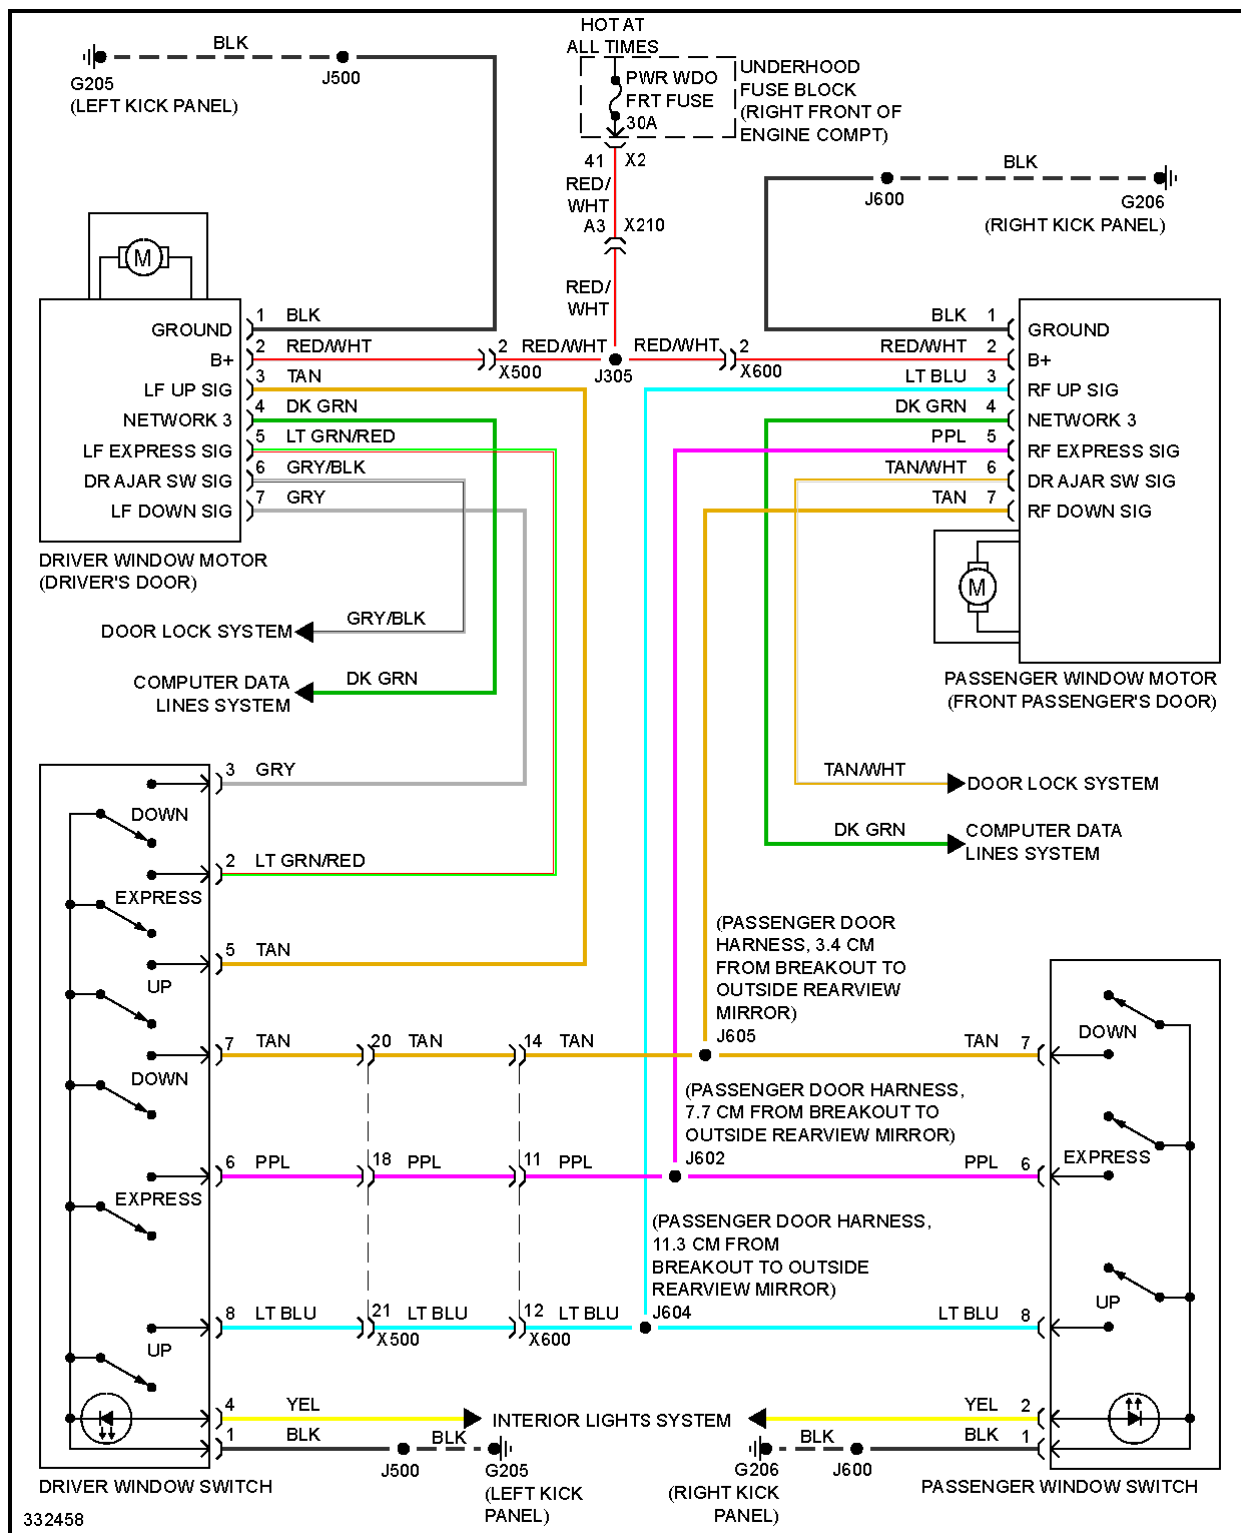 HOT AT
ALL TIMES
BLK
J500
G205
(LEFT KICK PANEL)
PWR WDO
FRT FUSE
30A
UNDERHOOD
FUSE BLOCK
(RIGHT FRONT OF
ENGINE COMPT)
41 X2
RED/
WHT
A3 X210
RED/
WHT
BLK
J600
G206
(RIGHT KICK PANEL)
M
GROUND 1 BLK
B+ 2 RED/WHT
LF UP SIG 3 TAN
NETWORK 3 4 DK GRN
LF EXPRESS SIG 5 LT GRN/RED
DR AJAR SW SIG 6 GRY/BLK
LF DOWN SIG 7 GRY
DRIVER WINDOW MOTOR
(DRIVER'S DOOR)
2 RED/WHT
X500
J305
RED/WHT 2
X600
BLK 1 GROUND
RED/WHT 2 B+
LT BLU 3 RF UP SIG
DK GRN 4 NETWORK 3
PPL 5 RF EXPRESS SIG
TAN/WHT 6 DR AJAR SW SIG
TAN 7 RF DOWN SIG
M
PASSENGER WINDOW MOTOR
(FRONT PASSENGER'S DOOR)
DOOR LOCK SYSTEM GRY/BLK
COMPUTER DATA
LINES SYSTEM
DK GRN
TAN/WHT DOOR LOCK SYSTEM
DK GRN
COMPUTER DATA
LINES SYSTEM
3 GRY
DOWN
2 LT GRN/RED
EXPRESS
5 TAN
UP
(PASSENGER DOOR
HARNESS, 3.4 CM
FROM BREAKOUT TO
OUTSIDE REARVIEW
MIRROR)
J605
7 TAN 20 TAN 14 TAN TAN 7
DOWN
DOWN
(PASSENGER DOOR HARNESS,
7.7 CM FROM BREAKOUT TO
OUTSIDE REARVIEW MIRROR)
J602
6 PPL 18 PPL 11 PPL PPL 6
EXPRESS
EXPRESS
(PASSENGER DOOR HARNESS,
11.3 CM FROM
BREAKOUT TO OUTSIDE
REARVIEW MIRROR)
J604
8 LT BLU 21 LT BLU 12 LT BLU LT BLU 8
X500 X600
UP
UP
4 YEL INTERIOR LIGHTS SYSTEM YEL 2
1 BLK BLK BLK BLK 1
J500 G205
(LEFT KICK
PANEL)
G206 J600
(RIGHT KICK
PANEL)
DRIVER WINDOW SWITCH
PASSENGER WINDOW SWITCH
332458